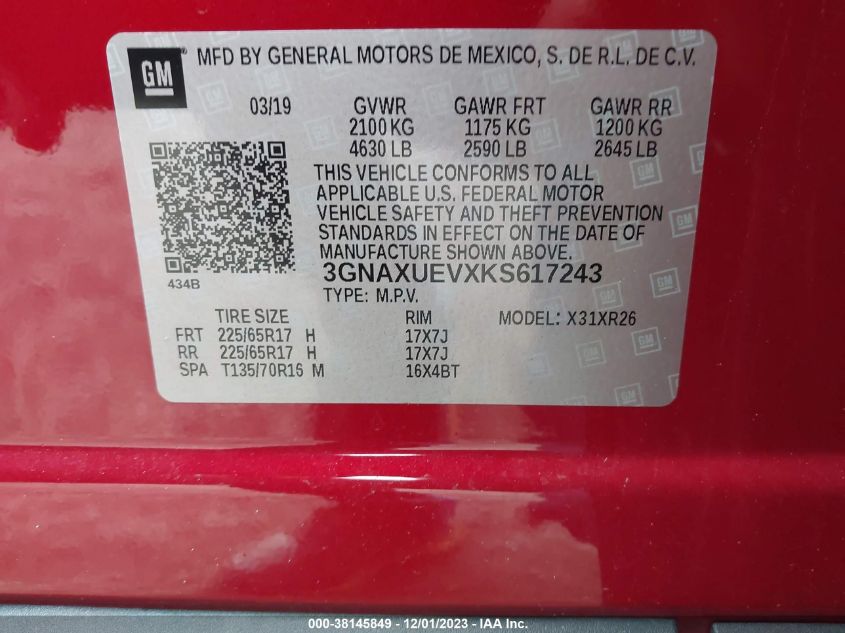 GM
MFD BY GENERAL MOTORS DE MEXICO, S. DE R.L. DE C.V.
03/19 GVWR GAWR FRT GAWR RR
2100 KG 1175 KG 1200 KG
4630 LB 2590 LB 2645 LB
THIS VEHICLE CONFORMS TO ALL
APPLICABLE U.S. FEDERAL MOTOR
VEHICLE SAFETY AND THEFT PREVENTION
STANDARDS IN EFFECT ON THE DATE OF
MANUFACTURE SHOWN ABOVE.
434B
3GNAXUEVXKS617243
TYPE: M.P.V.
TIRE SIZE RIM MODEL: X31XR26
FRT 225/65R17 H 17X7J
RR 225/65R17 H 17X7J
SPA T135/70R16 M 16X4BT
000-38145849 - 12/01/2023 - IAA Inc.